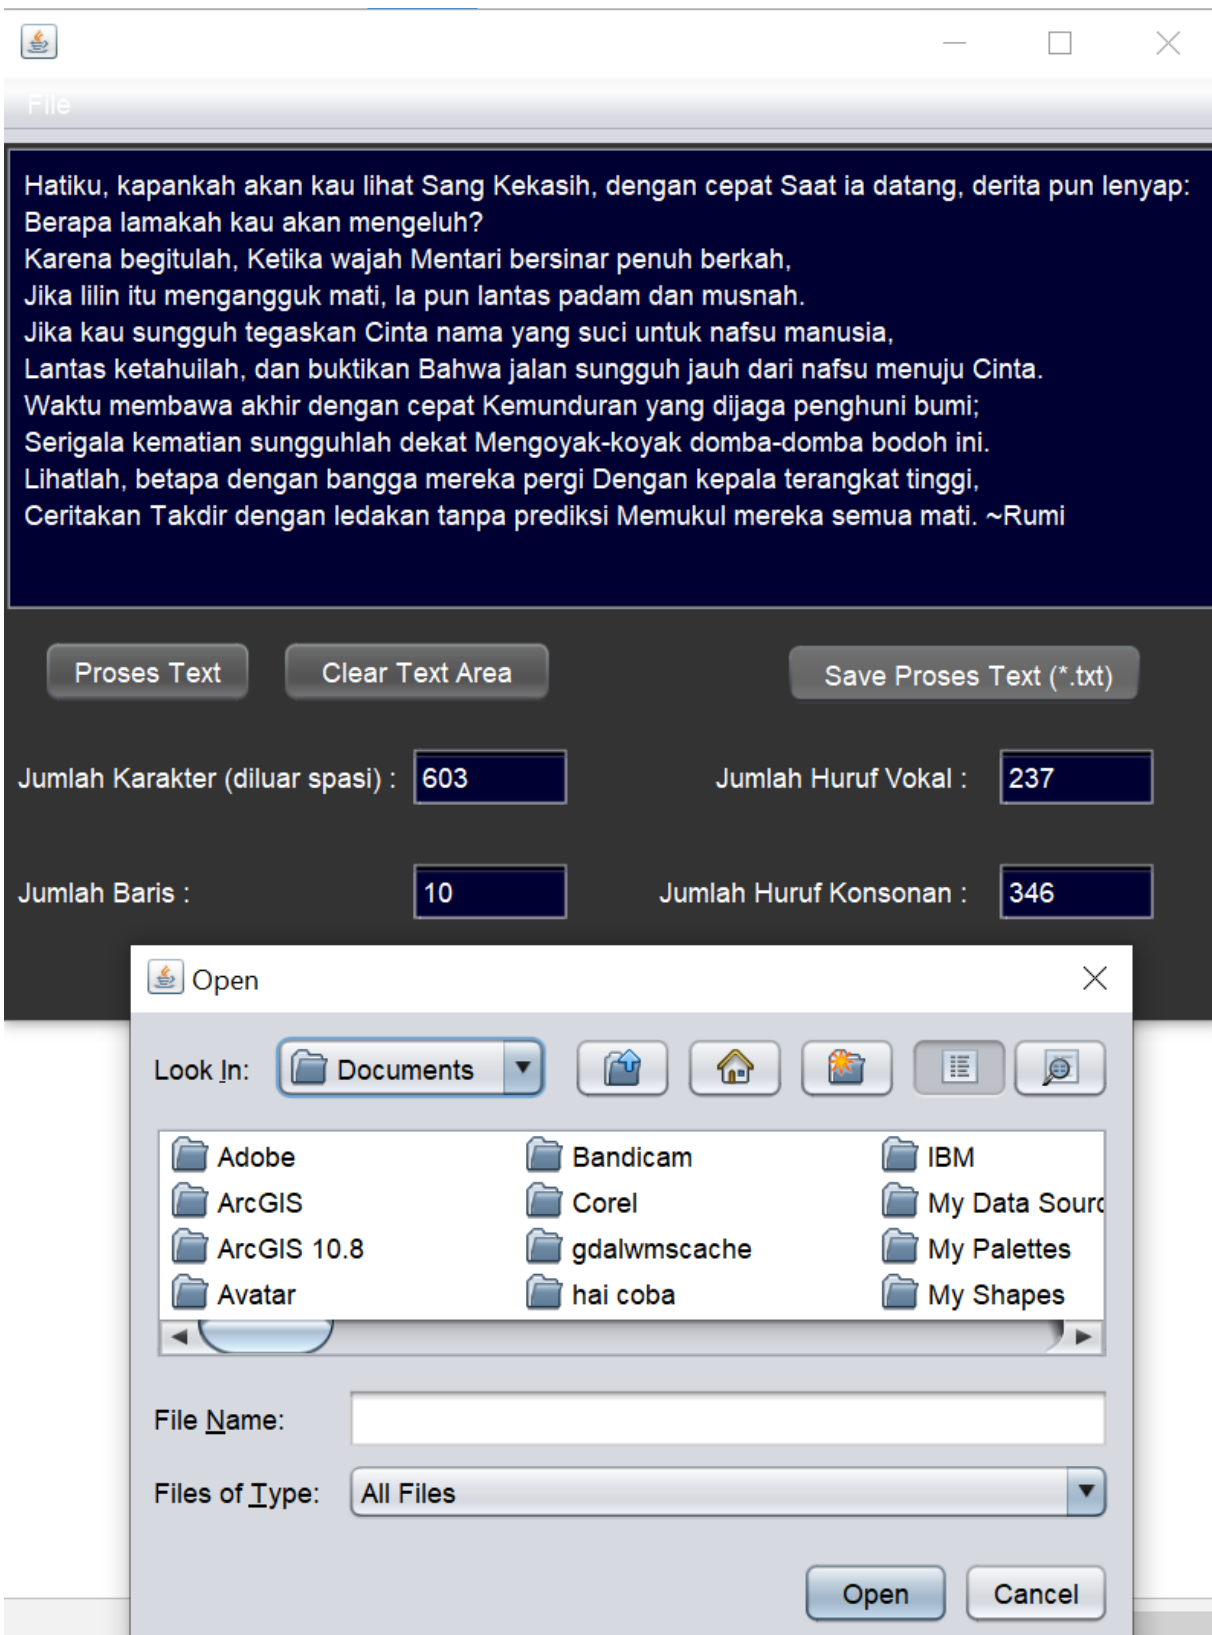 File
Hatiku, kapankah akan kau lihat Sang Kekasih, dengan cepat Saat ia datang, derita pun lenyap:
Berapa lamakah kau akan mengeluh?
Karena begitulah, Ketika wajah Mentari bersinar penuh berkah,
Jika lilin itu mengangguk mati, Ia pun lantas padam dan musnah.
Jika kau sungguh tegaskan Cinta nama yang suci untuk nafsu manusia,
Lantas ketahuilah, dan buktikan Bahwa jalan sungguh jauh dari nafsu menuju Cinta.
Waktu membawa akhir dengan cepat Kemunduran yang dijaga penghuni bumi;
Serigala kematian sungguhlah dekat Mengoyak-koyak domba-domba bodoh ini.
Lihatlah, betapa dengan bangga mereka pergi Dengan kepala terangkat tinggi,
Ceritakan Takdir dengan ledakan tanpa prediksi Memukul mereka semua mati. ~Rumi
Proses Text Clear Text Area Save Proses Text (*.txt)
Jumlah Karakter (diluar spasi) : 603 Jumlah Huruf Vokal : 237
Jumlah Baris : 10 Jumlah Huruf Konsonan : 346
Open
Look In: Documents
Adobe Bandicam IBM
ArcGIS Corel My Data Sourc
ArcGIS 10.8 gdalwmscache My Palettes
Avatar hai coba My Shapes
File Name:
Files of Type: All Files
Open Cancel